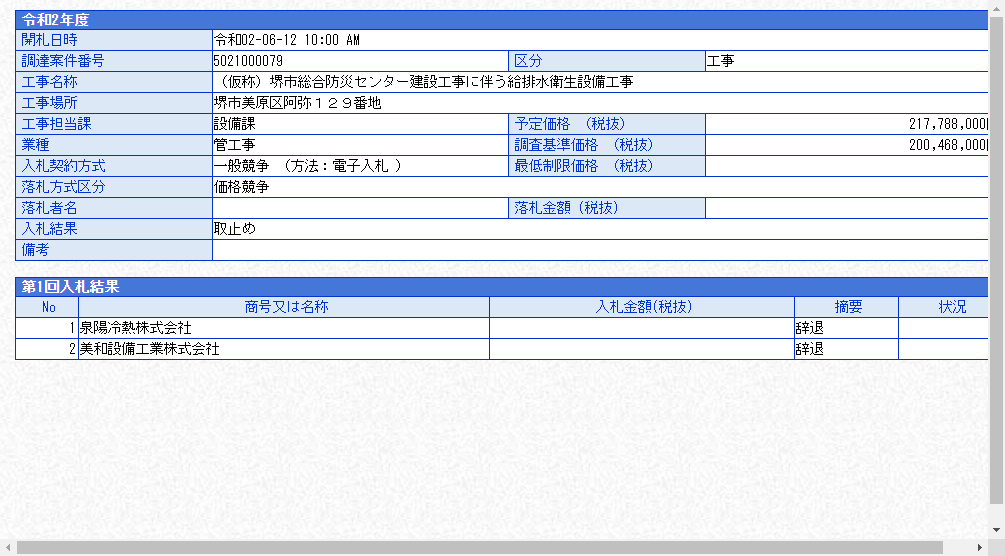 令和2年度
開札日時 令和02-06-12 10:00 AM
調達案件番号 5021000079 区分 工事
工事名称 （仮称）堺市総合防災センター建設工事に伴う給排水衛生設備工事
工事場所 堺市美原区阿弥１２９番地
工事担当課 設備課 予定価格 （税抜） 217,788,000
業種 管工事 調査基準価格 （税抜） 200,468,000
入札契約方式 一般競争 （方法：電子入札 ） 最低制限価格 （税抜）
落札方式区分 価格競争
落札者名 落札金額（税抜）
入札結果 取止め
備考
第1回入札結果
No 商号又は名称 入札金額(税抜) 摘要 状況
1 泉陽冷熱株式会社 辞退
2 美和設備工業株式会社 辞退